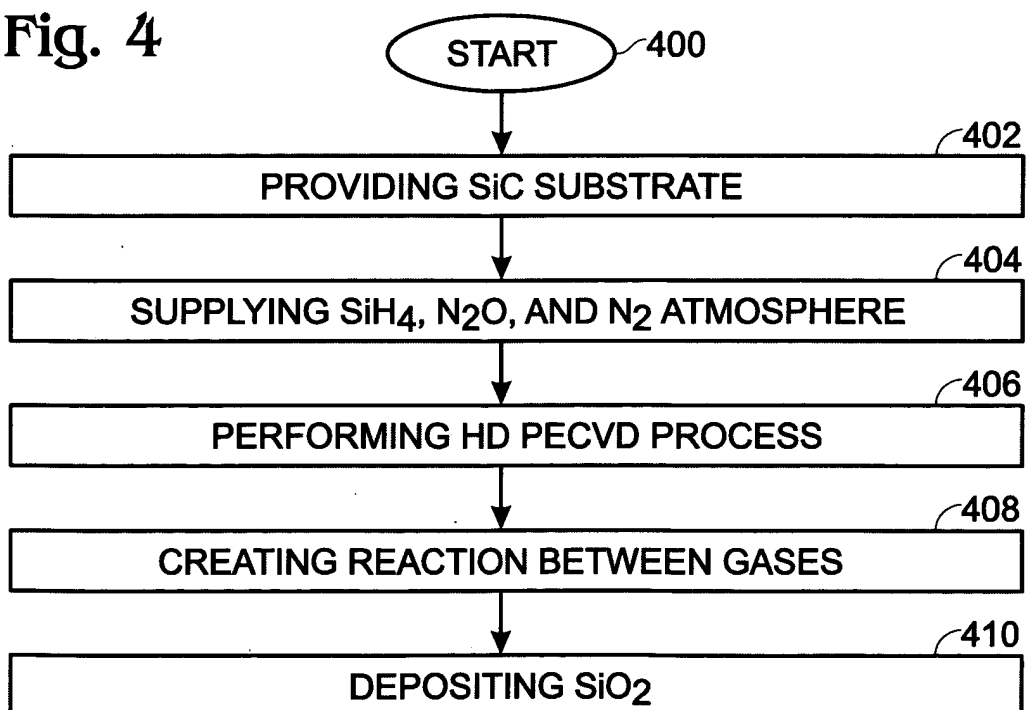 Fig. 4
START
400
402
PROVIDING SiC SUBSTRATE
404
SUPPLYING SiH4, N2O, AND N2 ATMOSPHERE
406
PERFORMING HD PECVD PROCESS
408
CREATING REACTION BETWEEN GASES
410
DEPOSITING SiO2